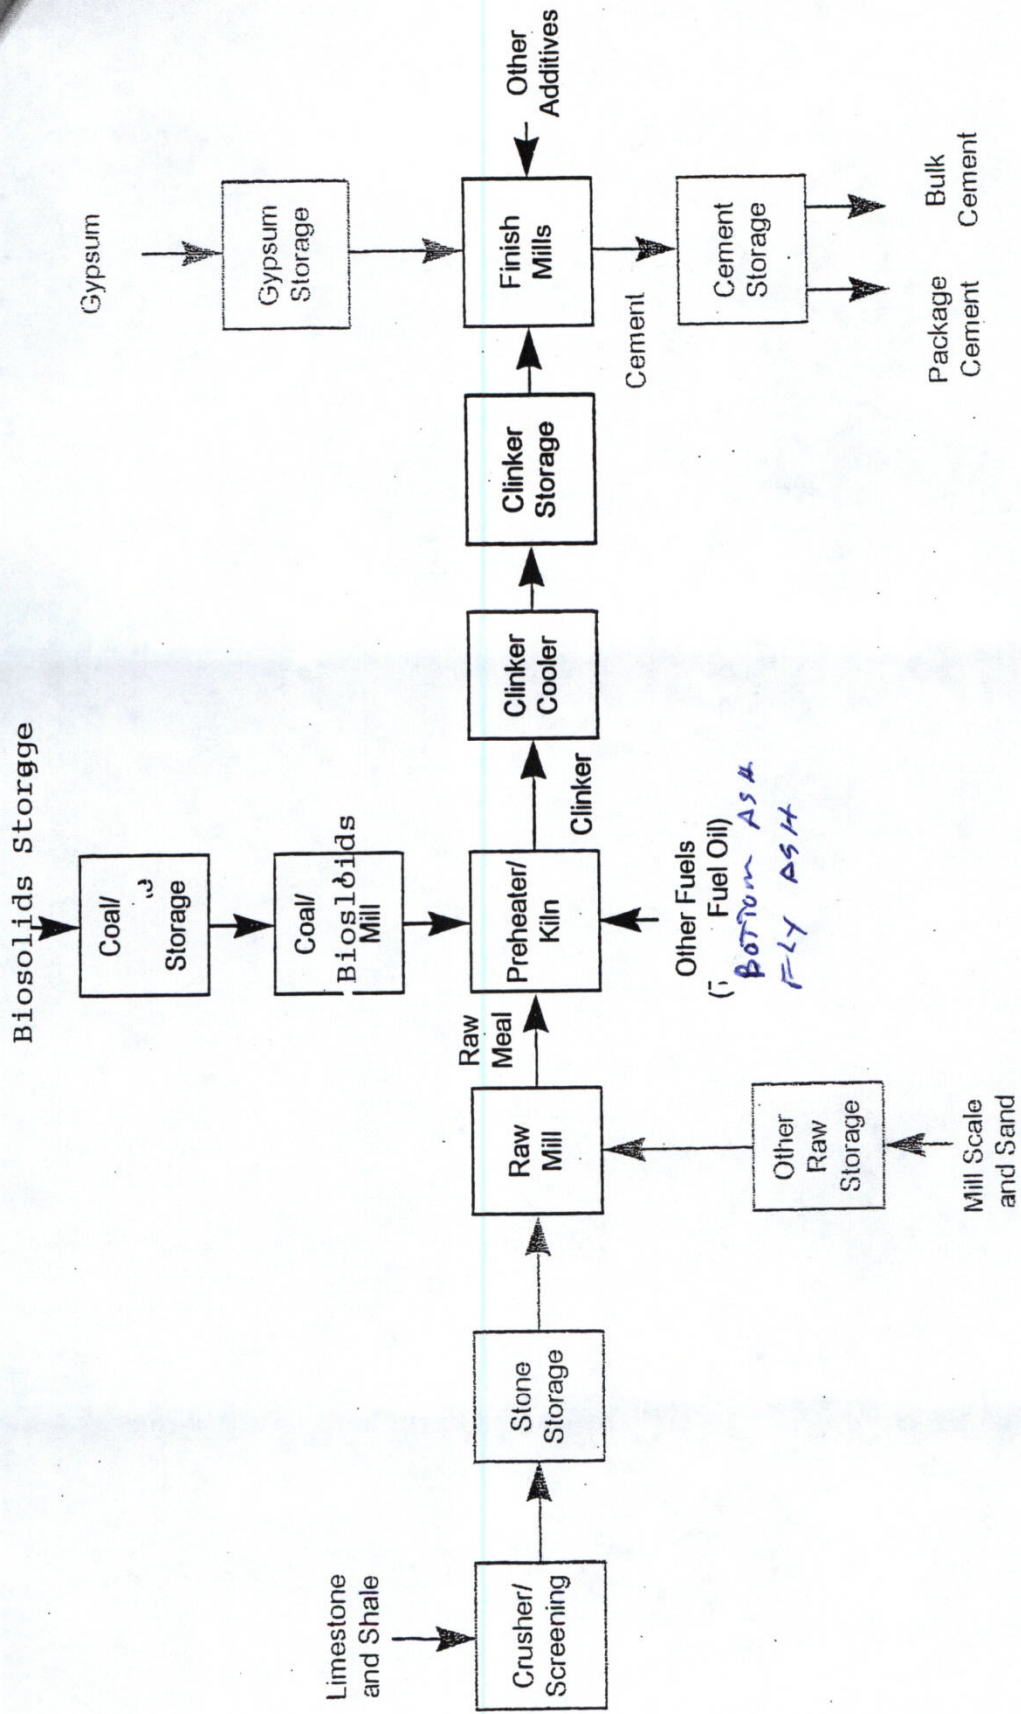 Biosolids Storage
Gypsum
Coal/
Storage
Gypsum
Storage
Coal/
Biosloids
Mill
Limestone
and Shale
Raw
Meal
Other
Additives
Crusher/
Screening
Stone
Storage
Raw
Mill
Preheater/
Kiln
Clinker
Cooler
Clinker
Storage
Finish
Mills
Clinker
Cement
Other Fuels
Fuel Oil)
BOTTOM ASH
FLY ASH
Other
Raw
Storage
Cement
Storage
Mill Scale
and Sand
Package
Cement
Bulk
Cement